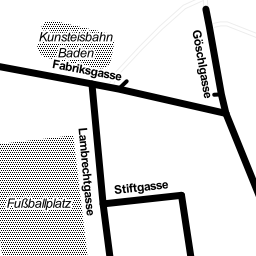 Kunsteisbahn
Baden
Fabriksgasse
Göschlgasse
Lambrechtgasse
Stiftgasse
Fußballplatz